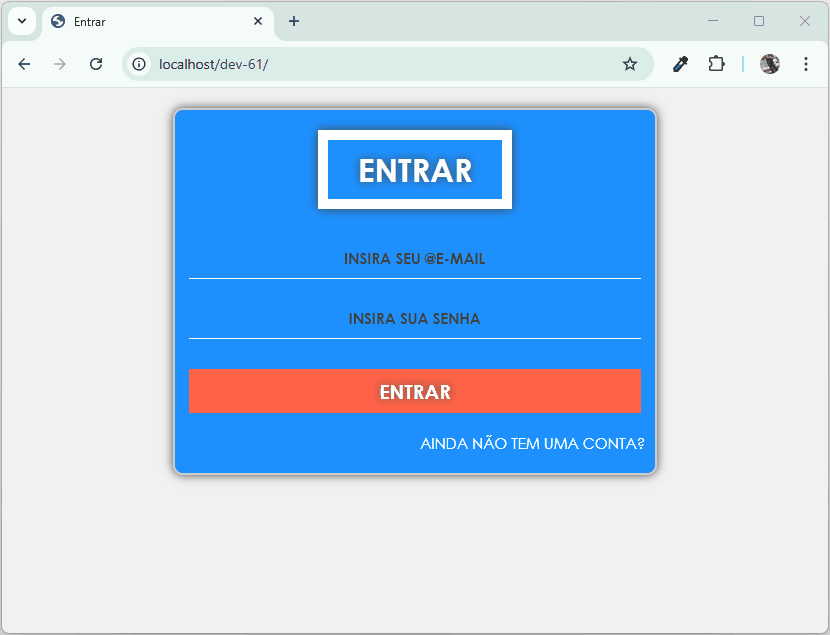 Entrar
localhost/dev-61/
ENTRAR
INSIRA SEU @E-MAIL
INSIRA SUA SENHA
ENTRAR
AINDA NÃO TEM UMA CONTA?